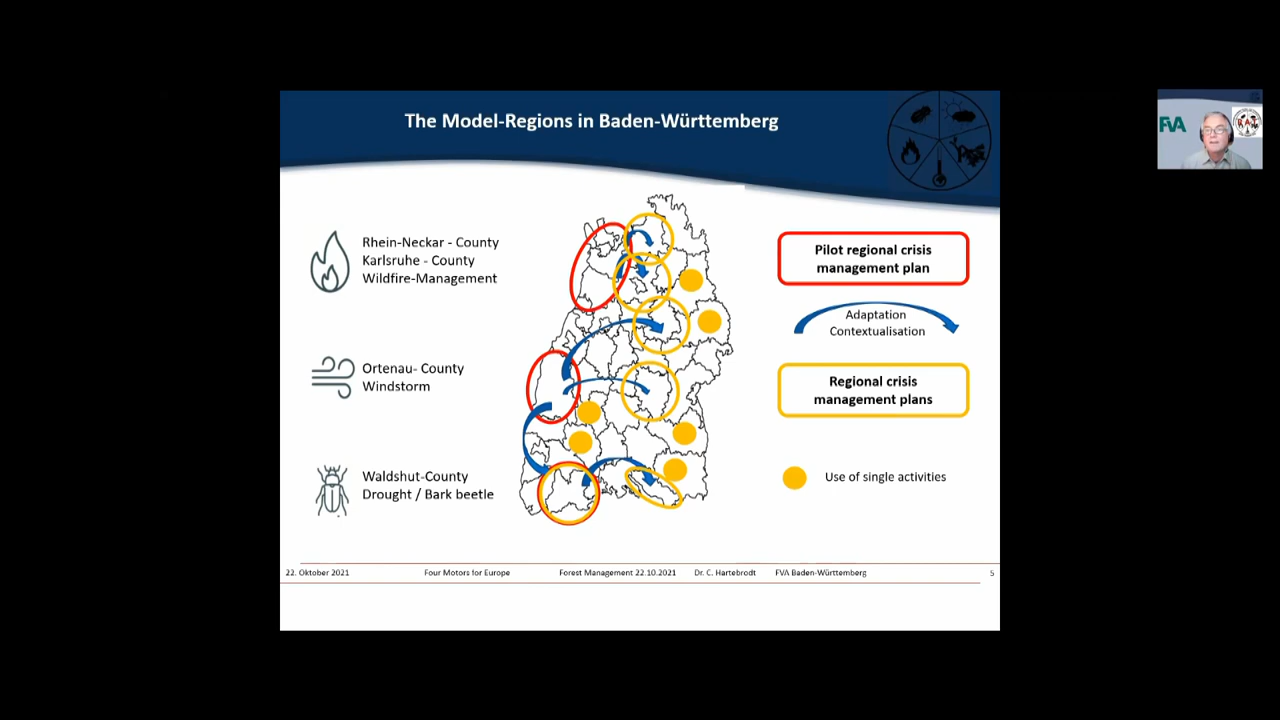 The Model-Regions in Baden-Württemberg
FVA
Rhein-Neckar - County
Karlsruhe - County
Wildfire-Management
Pilot regional crisis
management plan
Adaptation
Contextualisation
Ortenau- County
Windstorm
Regional crisis
management plans
Waldshut-County
Drought / Bark beetle
Use of single activities
22. Oktober 2021 Four Motors for Europe Forest Management 22.10.2021 Dr. C. Hartebrodt FVA Baden-Württemberg 5